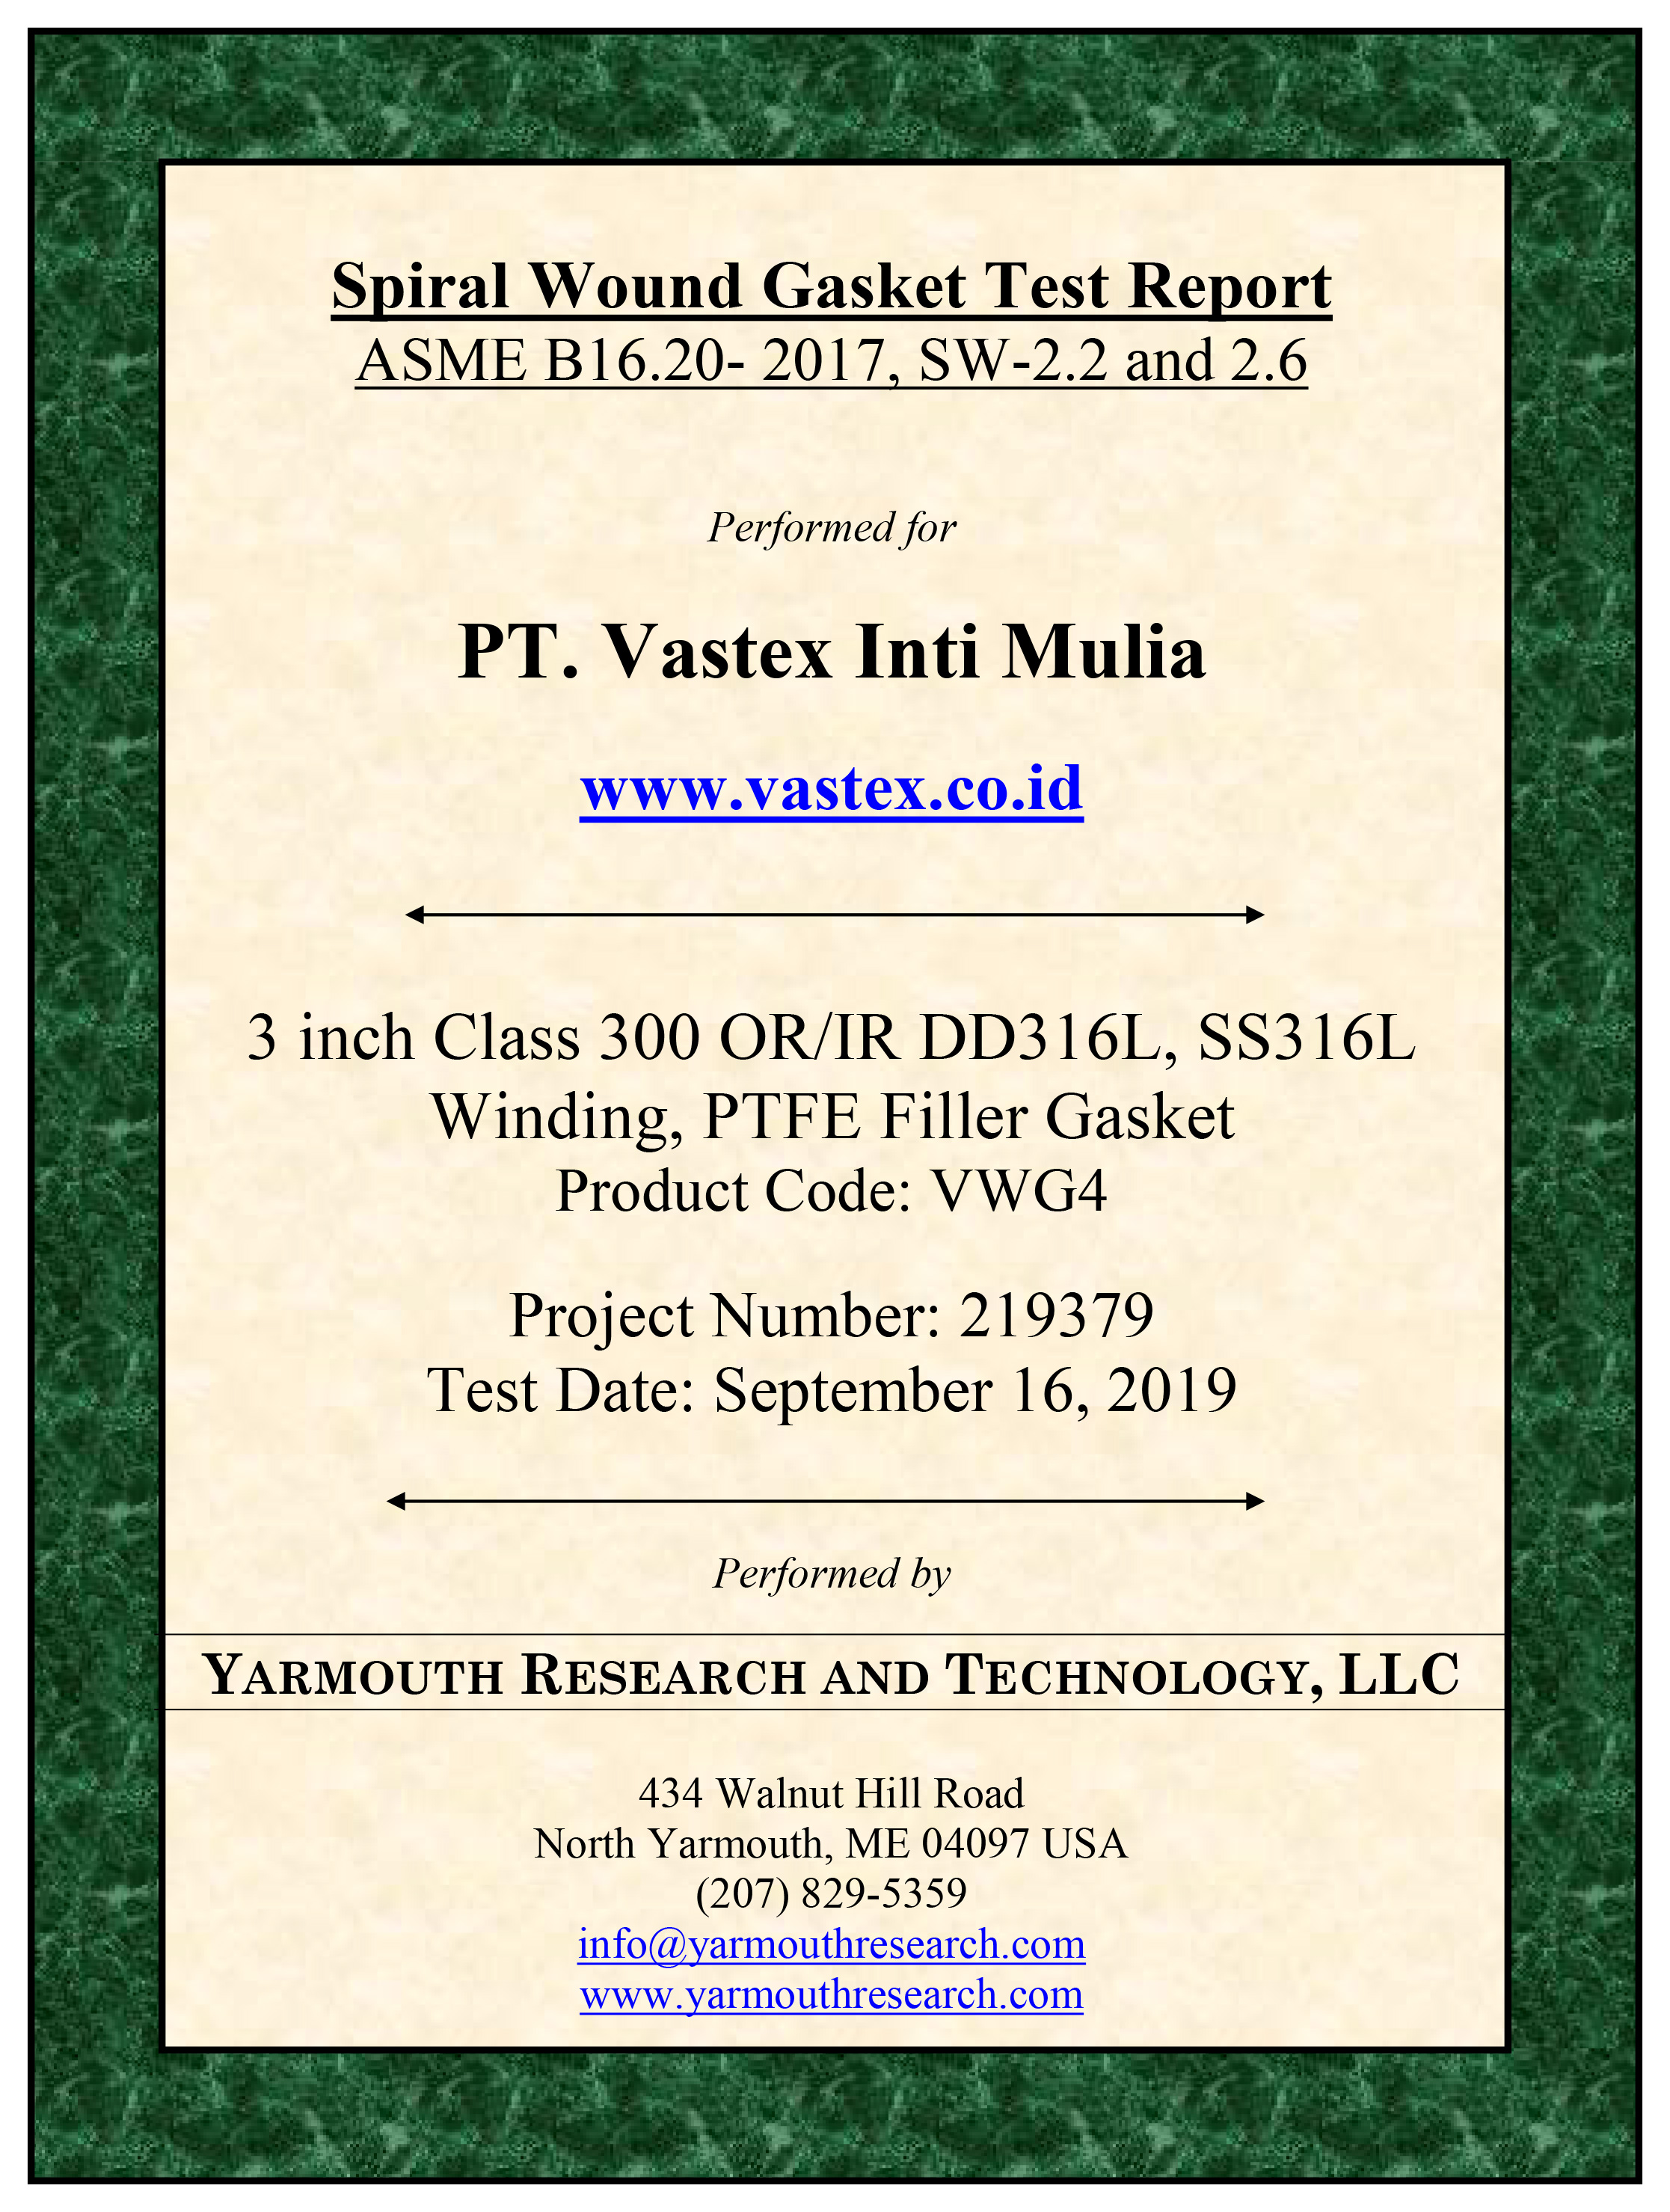 Spiral Wound Gasket Test Report
ASME B16.20- 2017, SW-2.2 and 2.6
Performed for
PT. Vastex Inti Mulia
www.vastex.co.id
3 inch Class 300 OR/IR DD316L, SS316L
Winding, PTFE Filler Gasket
Product Code: VWG4
Project Number: 219379
Test Date: September 16, 2019
Performed by
YARMOUTH RESEARCH AND TECHNOLOGY, LLC
434 Walnut Hill Road
North Yarmouth, ME 04097 USA
(207) 829-5359
info@yarmouthresearch.com
www.yarmouthresearch.com